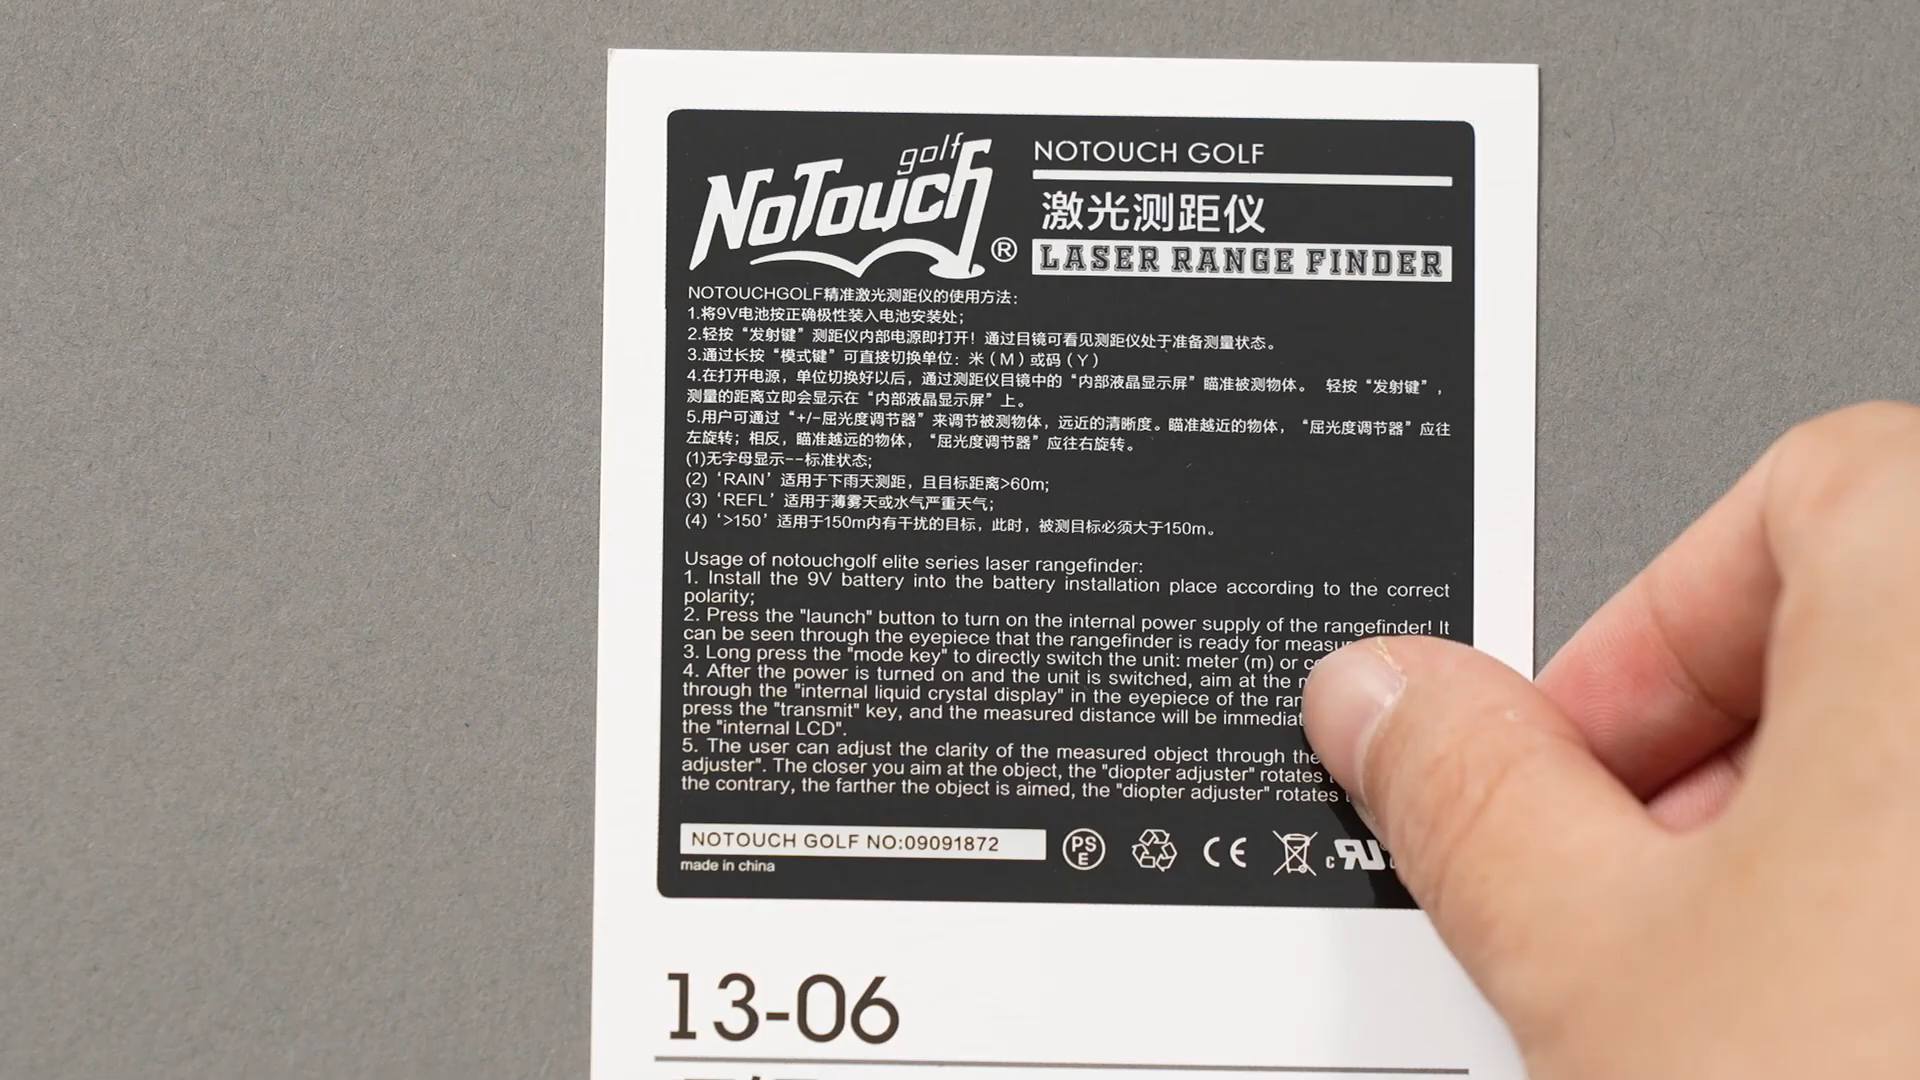 golf
NoTouch®
NOTOUCH GOLF
激光测距仪
LASER RANGE FINDER
NOTOUCHGOLF精准激光测距仪的使用方法：
1.将9V电池按正确极性装入电池安装处；
2.轻按“发射键”测距仪内部电源即打开！通过目镜可看见测距仪处于准备测量状态。
3.通过长按“模式键”可直接切换单位：米（M）或码（Y）
4.在打开电源，单位切换好以后，通过测距仪目镜中的“内部液晶显示屏”瞄准被测物体。 轻按“发射键”，
测量的距离立即会显示在“内部液晶显示屏”上。
5.用户可通过“+/-屈光度调节器”来调节被测物体，远近的清晰度。瞄准越近的物体，“屈光度调节器”应往
左旋转；相反，瞄准越远的物体，“屈光度调节器”应往右旋转。
(1)无字母显示--标准状态;
(2)‘RAIN’适用于下雨天测距，且目标距离>60m;
(3)‘REFL’适用于薄雾天或水气严重天气;
(4)‘>150’适用于150m内有干扰的目标，此时，被测目标必须大于150m。
Usage of notouchgolf elite series laser rangefinder:
1. Install the 9V battery into the battery installation place according to the correct
polarity;
2. Press the "launch" button to turn on the internal power supply of the rangefinder! It
can be seen through the eyepiece that the rangefinder is ready for
3. Long press the "mode key" to directly switch the unit: meter (m) or
4. After the power is turned on and the unit is switched, aim at the
through the "internal liquid crystal display" in the eyepiece of the
press the "transmit" key, and the measured distance will be
the "internal LCD".
5. The user can adjust the clarity of the measured object through the
adjuster". The closer you aim at the object, the "diopter adjuster" rotates
the contrary, the farther the object is aimed, the "diopter adjuster" rotates
NOTOUCH GOLF NO:09091872
PS E CE c RU
made in china
13-06